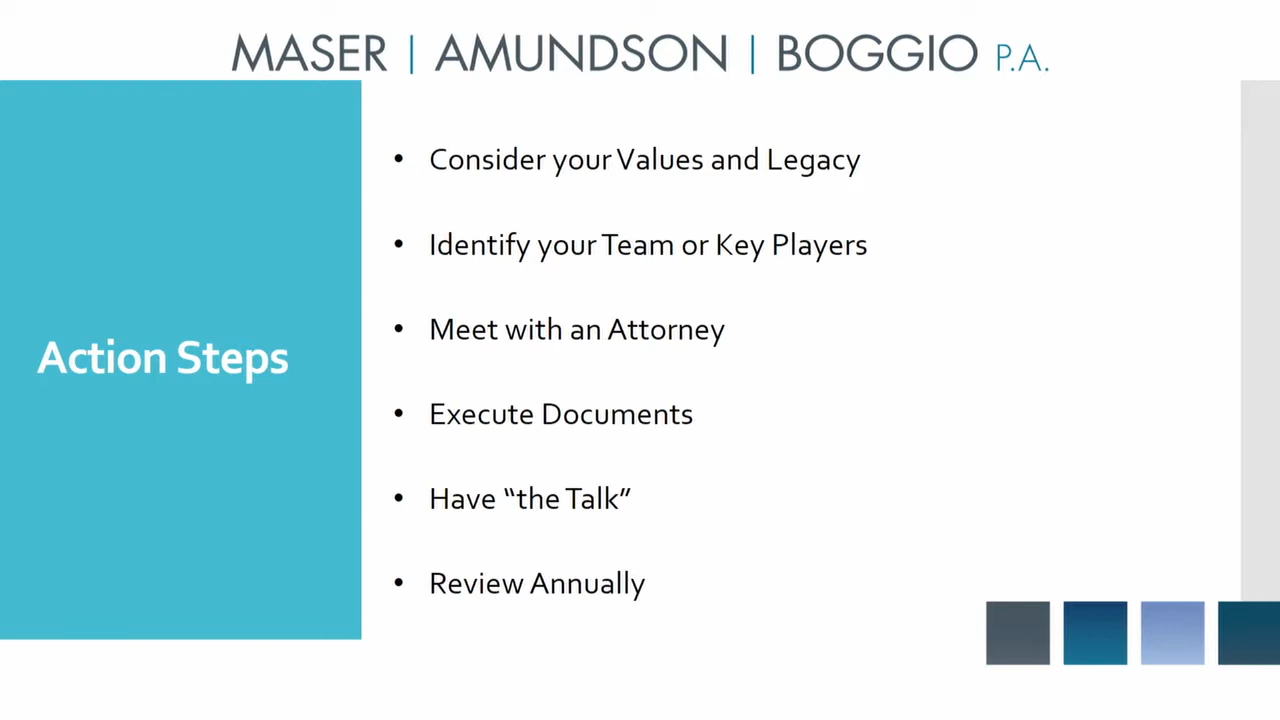 MASER | AMUNDSON | BOGGIO P.A.
Action Steps
• Consider your Values and Legacy
• Identify your Team or Key Players
• Meet with an Attorney
• Execute Documents
• Have “the Talk”
• Review Annually